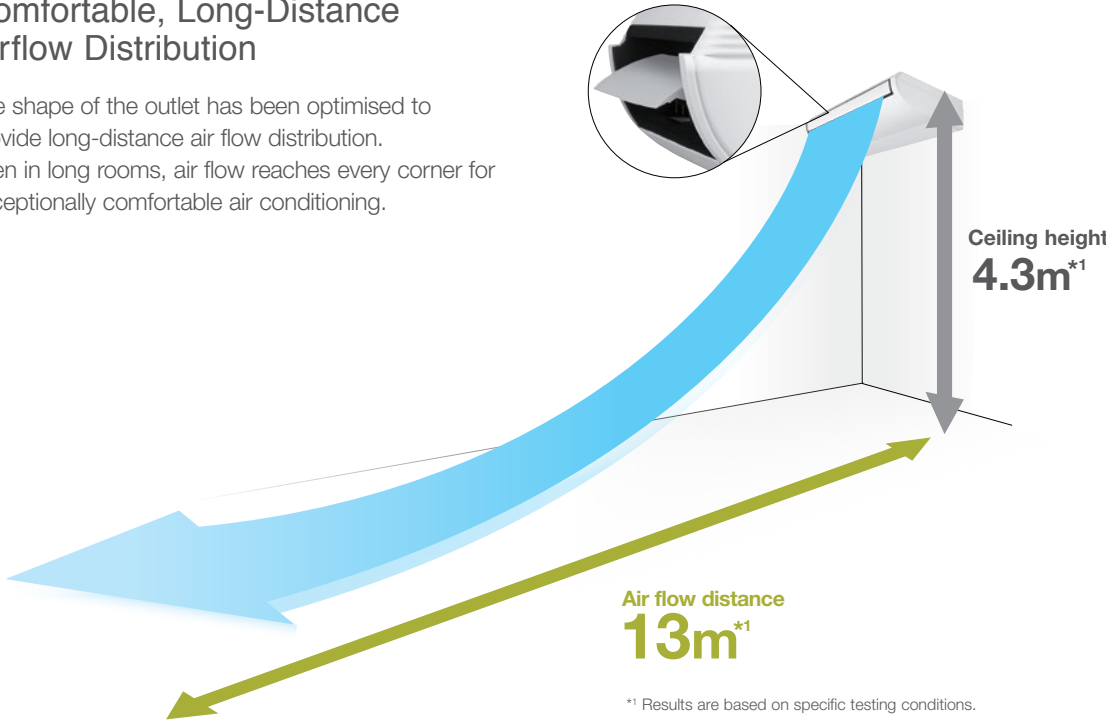 omfortable, Long-Distance
rflow Distribution
e shape of the outlet has been optimised to
ovide long-distance air flow distribution.
en in long rooms, air flow reaches every corner for
ceptionally comfortable air conditioning.
Ceiling height
4.3m*1
Air flow distance
13m*1
*1 Results are based on specific testing conditions.